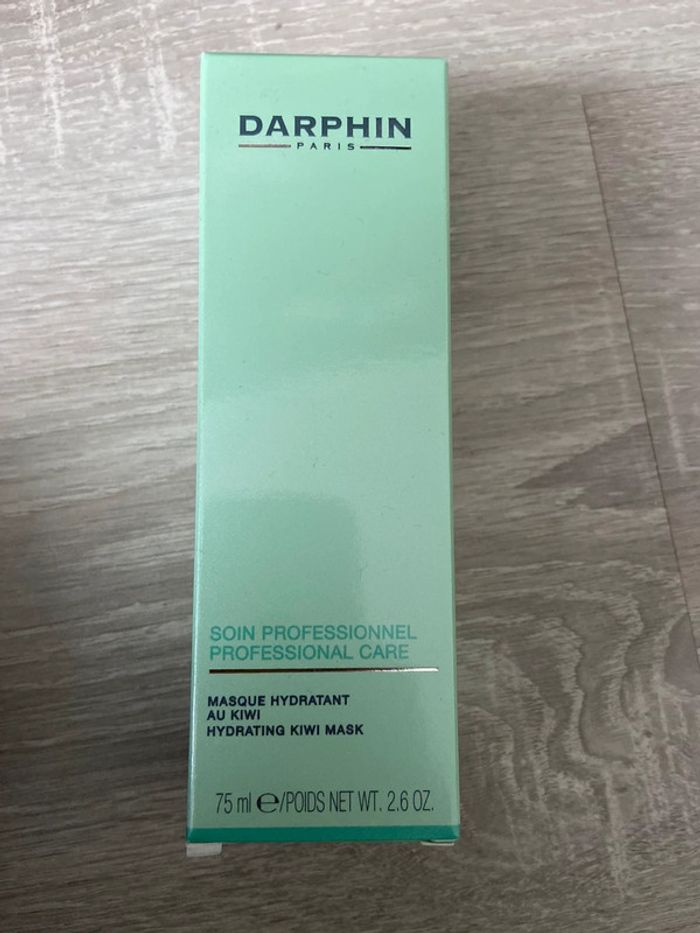 DARPHIN
PARIS
SOIN PROFESSIONNEL
PROFESSIONAL CARE
MASQUE HYDRATANT
AU KIWI
HYDRATING KIWI MASK
75 ml ℮/POIDS NET WT. 2.6 OZ.